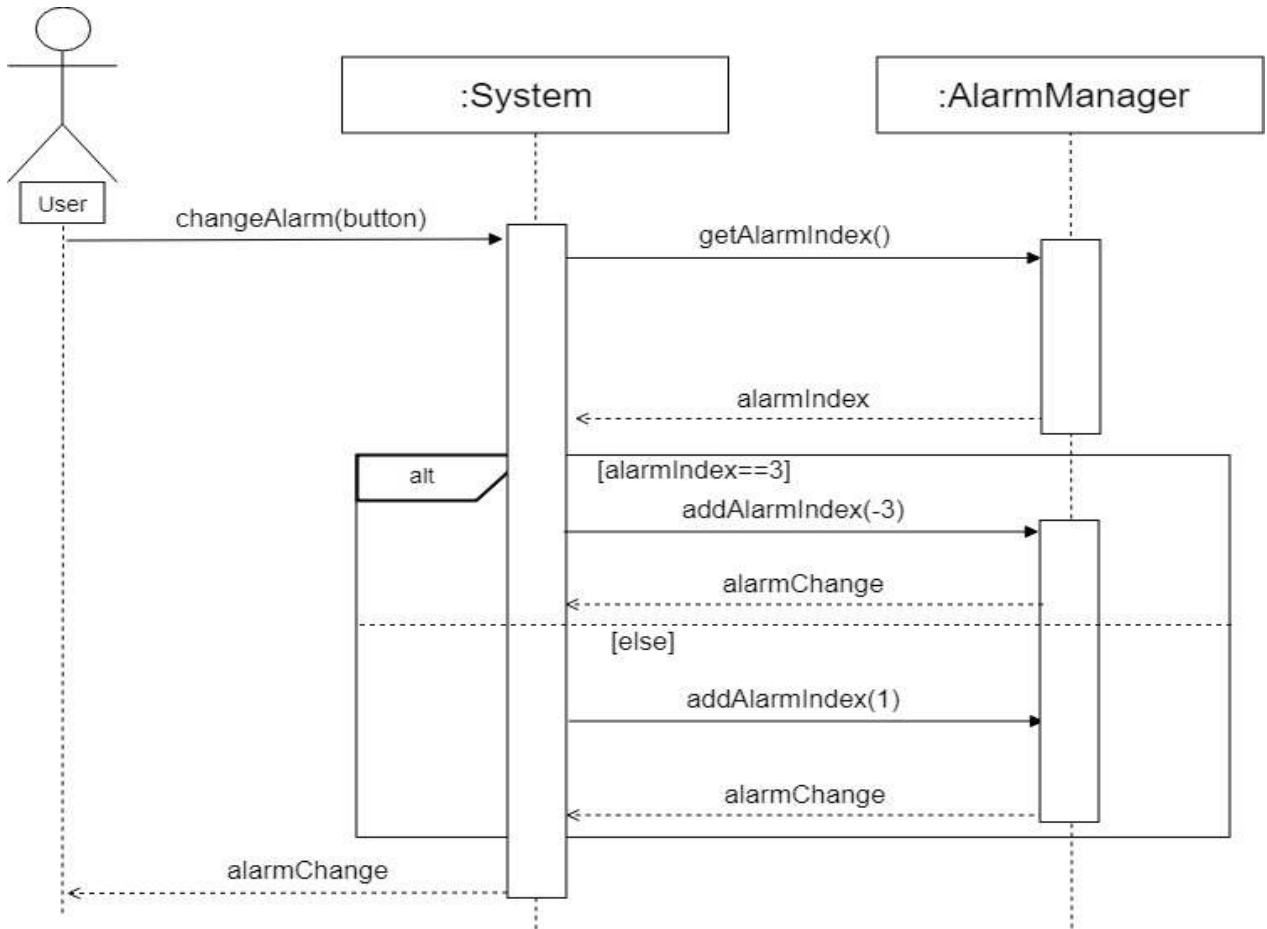 :System
:AlarmManager
User
changeAlarm(button)
getAlarmIndex()
alarmIndex
alt
[alarmIndex==3]
addAlarmIndex(-3)
alarmChange
[else]
addAlarmIndex(1)
alarmChange
alarmChange